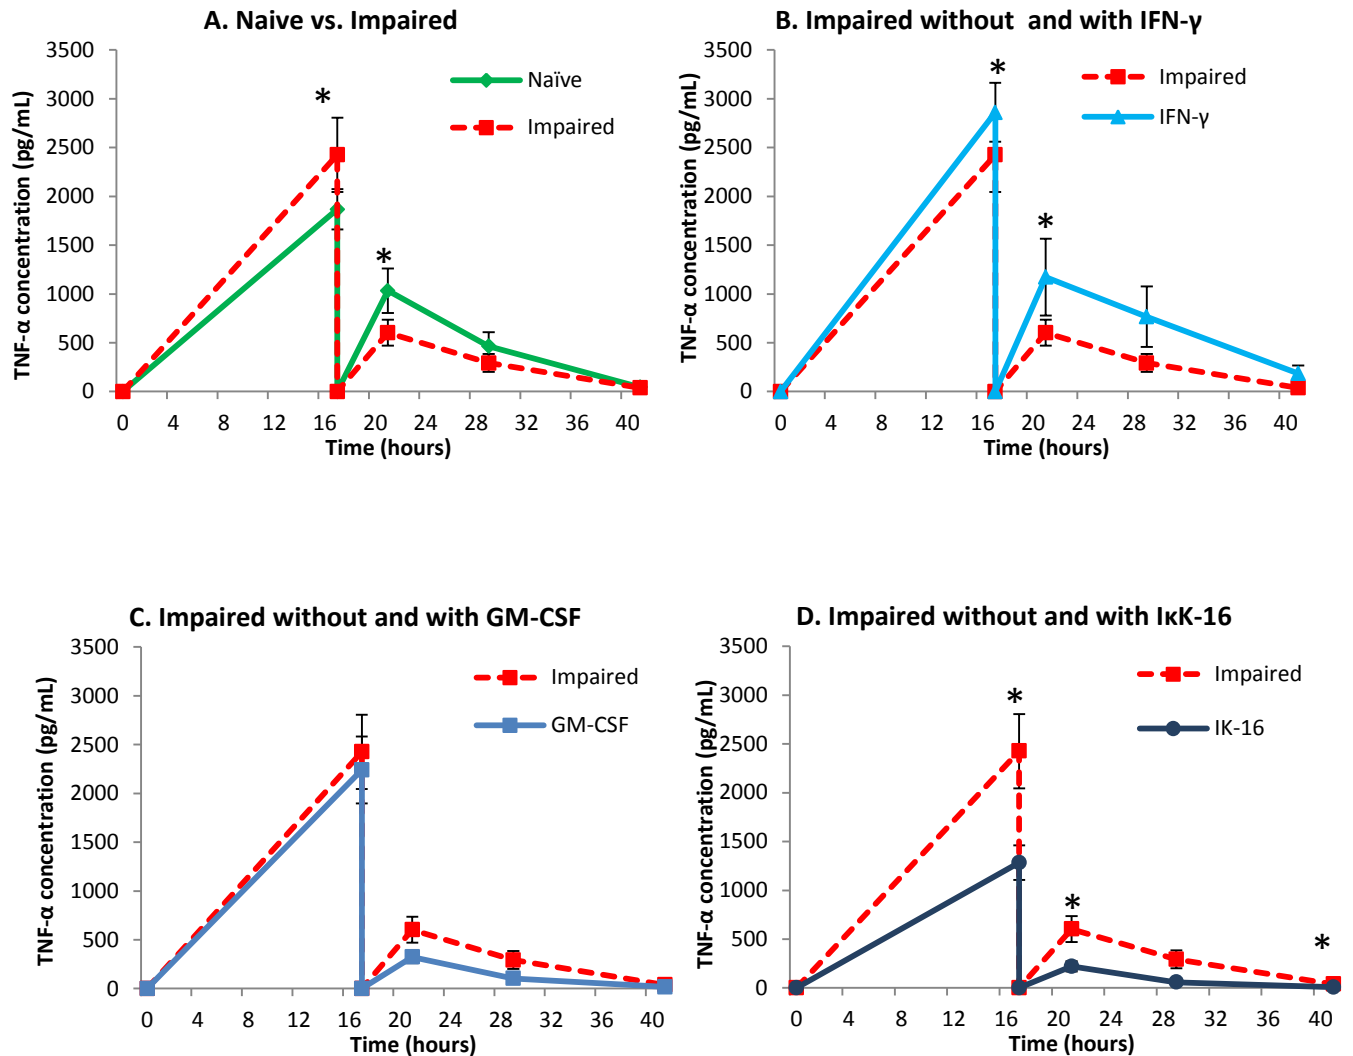 A. Naive vs. Impaired
TNF-α concentration (pg/mL)
3500
3000
2500
2000
1500
1000
500
0
*
*
Naïve
Impaired
0 4 8 12 16 20 24 28 32 36 40
Time (hours)
B. Impaired without and with IFN-γ
TNF-α concentration (pg/mL)
3500
3000
2500
2000
1500
1000
500
0
*
*
Impaired
IFN-γ
0 4 8 12 16 20 24 28 32 36 40
Time (hours)
C. Impaired without and with GM-CSF
TNF-α concentration (pg/mL)
3500
3000
2500
2000
1500
1000
500
0
Impaired
GM-CSF
0 4 8 12 16 20 24 28 32 36 40
Time (hours)
D. Impaired without and with IκK-16
TNF-α concentration (pg/mL)
3500
3000
2500
2000
1500
1000
500
0
*
*
*
Impaired
IK-16
0 4 8 12 16 20 24 28 32 36 40
Time (hours)